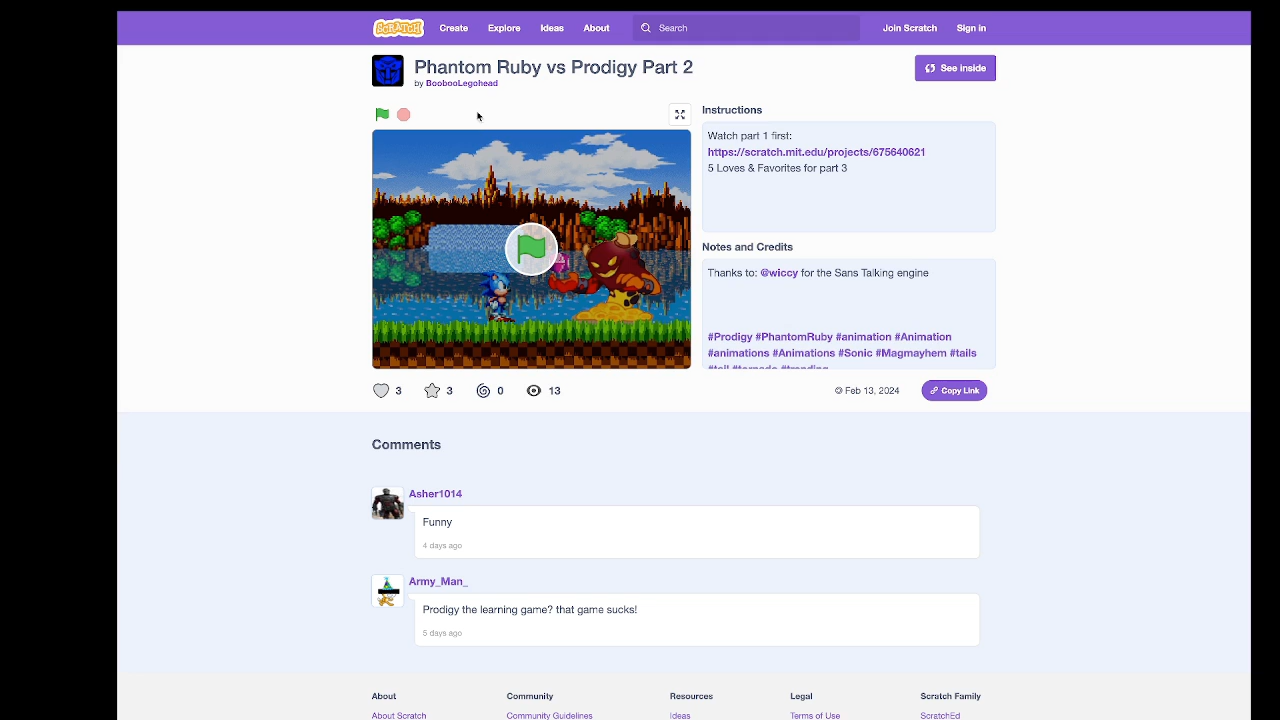 SCRATCH Create Explore Ideas About Search Join Scratch Sign in
Phantom Ruby vs Prodigy Part 2
by BoobooLegohead
See inside
Instructions
Watch part 1 first:
https://scratch.mit.edu/projects/675640621
5 Loves & Favorites for part 3
Notes and Credits
Thanks to: @wiccy for the Sans Talking engine
#Prodigy #PhantomRuby #animation #Animation
#animations #Animations #Sonic #Magmayhem #tails
#tail #tornado #trending
3 3 0 13
© Feb 13, 2024
Copy Link
Comments
Asher1014
Funny
4 days ago
Army_Man_
Prodigy the learning game? that game sucks!
5 days ago
About Community Resources Legal Scratch Family
About Scratch Community Guidelines Ideas Terms of Use ScratchEd